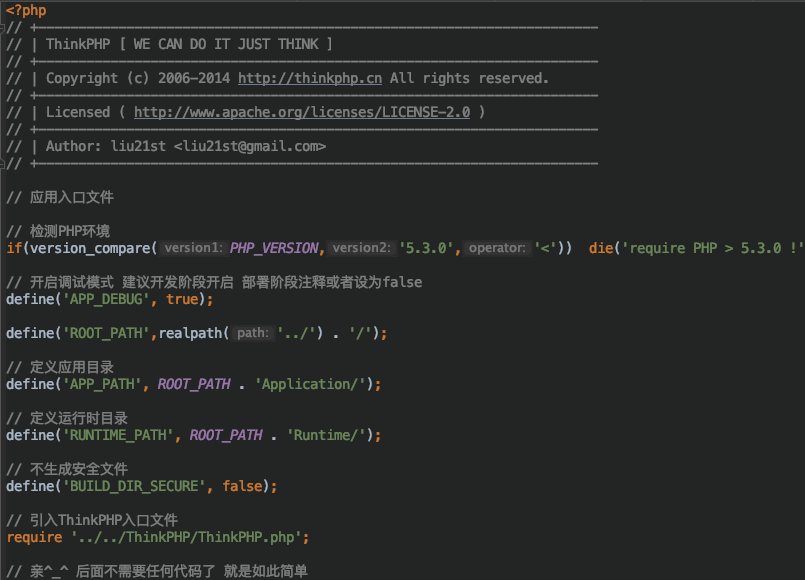 <?php
// +----------------------------------------------------------------------
// | ThinkPHP [ WE CAN DO IT JUST THINK ]
// +----------------------------------------------------------------------
// | Copyright (c) 2006-2014 http://thinkphp.cn All rights reserved.
// +----------------------------------------------------------------------
// | Licensed ( http://www.apache.org/licenses/LICENSE-2.0 )
// +----------------------------------------------------------------------
// | Author: liu21st <liu21st@gmail.com>
// +----------------------------------------------------------------------
// 应用入口文件
// 检测PHP环境
if(version_compare( version1: PHP_VERSION, version2: '5.3.0', operator: '<'))  die('require PHP > 5.3.0 !'
// 开启调试模式 建议开发阶段开启 部署阶段注释或者设为false
define('APP_DEBUG', true);
define('ROOT_PATH',realpath( path: '../') . '/');
// 定义应用目录
define('APP_PATH', ROOT_PATH . 'Application/');
// 定义运行时目录
define('RUNTIME_PATH', ROOT_PATH . 'Runtime/');
// 不生成安全文件
define('BUILD_DIR_SECURE', false);
// 引入ThinkPHP入口文件
require '../../ThinkPHP/ThinkPHP.php';
// 亲^_^ 后面不需要任何代码了 就是如此简单